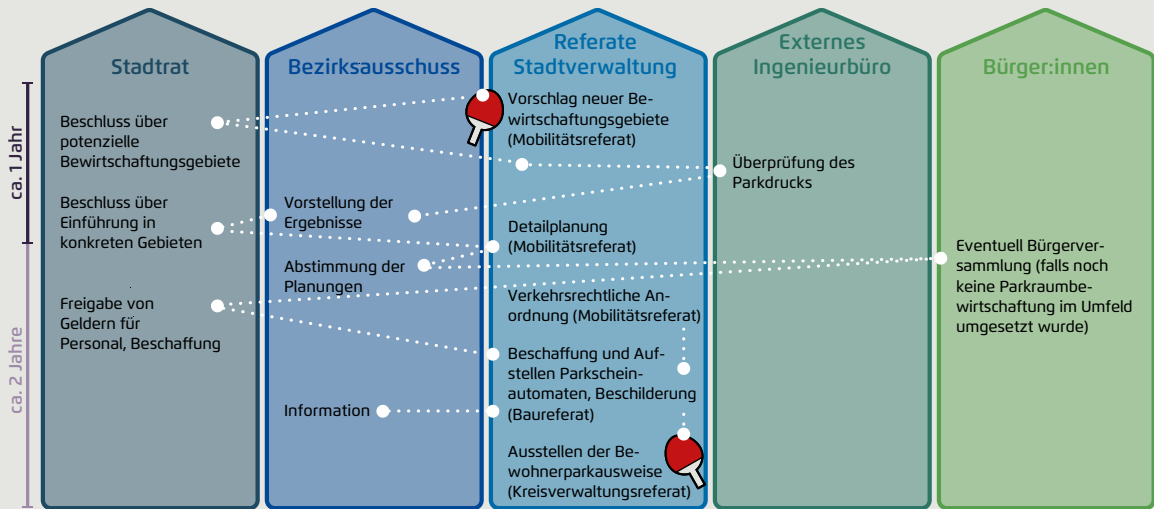 Stadtrat
Beschluss über
potenzielle
Bewirtschaftungsgebiete
Beschluss über
Einführung in
konkreten Gebieten
Freigabe von
Geldern für
Personal, Beschaffung
Bezirksausschuss
Vorstellung der
Ergebnisse
Abstimmung der
Planungen
Information
Referate
Stadtverwaltung
Vorschlag neuer Be-
wirtschaftungsgebiete
(Mobilitätsreferat)
Detailplanung
(Mobilitätsreferat)
Verkehrsrechtliche An-
ordnung (Mobilitätsreferat)
Beschaffung und Auf-
stellen Parkschein-
automaten, Beschilderung
(Baureferat)
Ausstellen der Be-
wohnerparkausweise
(Kreisverwaltungsreferat)
Externes
Ingenieurbüro
Überprüfung des
Parkdrucks
Bürger:innen
Eventuell Bürgerver-
sammlung (falls noch
keine Parkraumbe-
wirtschaftung im Umfeld
umgesetzt wurde)
ca. 1 Jahr
ca. 2 Jahre